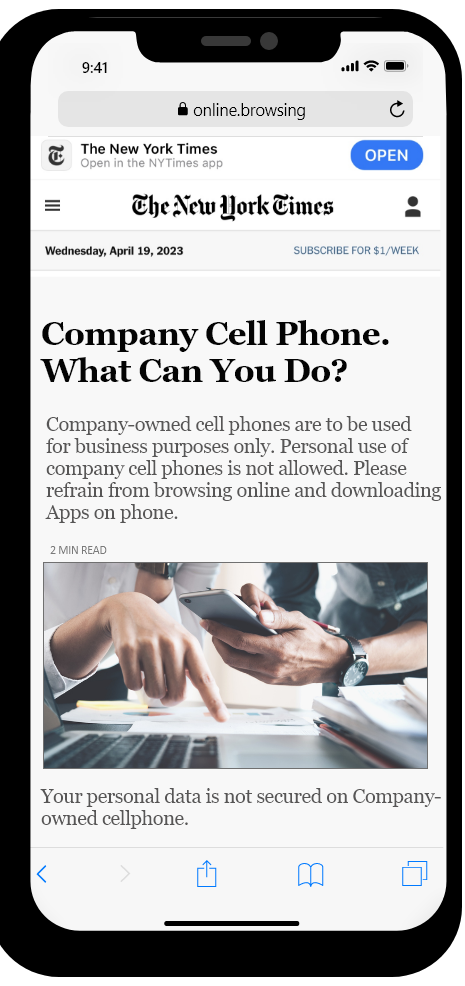 9:41
online.browsing
The New York Times
Open in the NYTimes app
OPEN
The New York Times
Wednesday, April 19, 2023
SUBSCRIBE FOR $1/WEEK
Company Cell Phone.
What Can You Do?
Company-owned cell phones are to be used
for business purposes only. Personal use of
company cell phones is not allowed. Please
refrain from browsing online and downloading
Apps on phone.
2 MIN READ
Your personal data is not secured on Company-
owned cellphone.